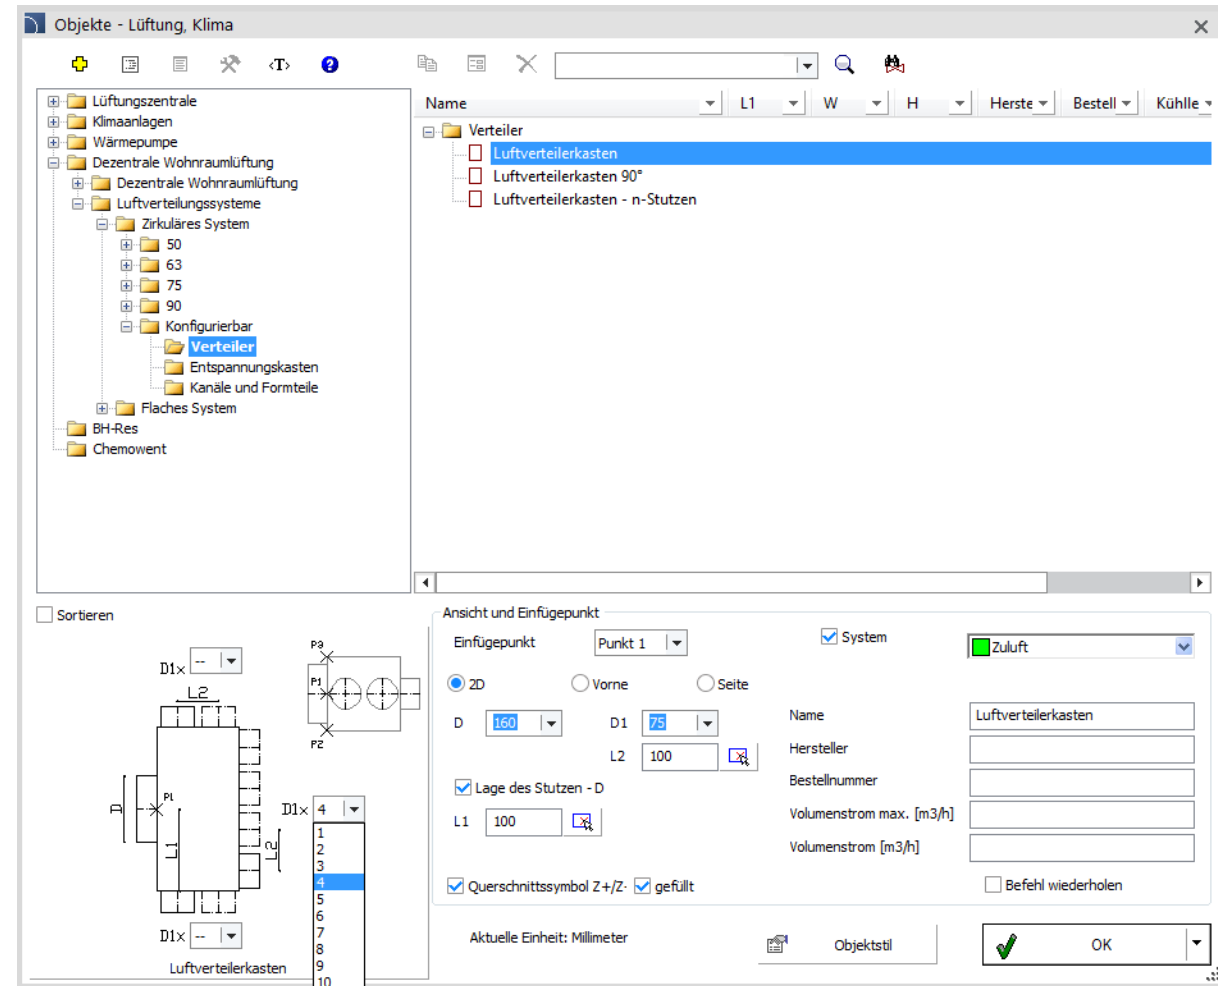 Objekte - Lüftung, Klima
‹T›
?
Lüftungszentrale
Klimaanlagen
Wärmepumpe
Dezentrale Wohnraumlüftung
Dezentrale Wohnraumlüftung
Luftverteilungssysteme
Zirkuläres System
50
63
75
90
Konfigurierbar
Verteiler
Entspannungskasten
Kanäle und Formteile
Flaches System
BH-Res
Chemowent
Name L1 W H Herste Bestell Kühlle
Verteiler
Luftverteilerkasten
Luftverteilerkasten 90°
Luftverteilerkasten - n-Stutzen
Sortieren
D1x --
L2
P3
P1
P2
D
P1
L1
L2
D1x 4
1
2
3
4
5
6
7
8
9
10
D1x --
Luftverteilerkasten
Ansicht und Einfügepunkt
Einfügepunkt Punkt 1
System Zuluft
2D Vorne Seite
D 160 D1 75
L2 100
Lage des Stutzen - D
L1 100
Querschnittssymbol Z+/Z- gefüllt
Name Luftverteilerkasten
Hersteller
Bestellnummer
Volumenstrom max. [m3/h]
Volumenstrom [m3/h]
Befehl wiederholen
Aktuelle Einheit: Millimeter
Objektstil
OK